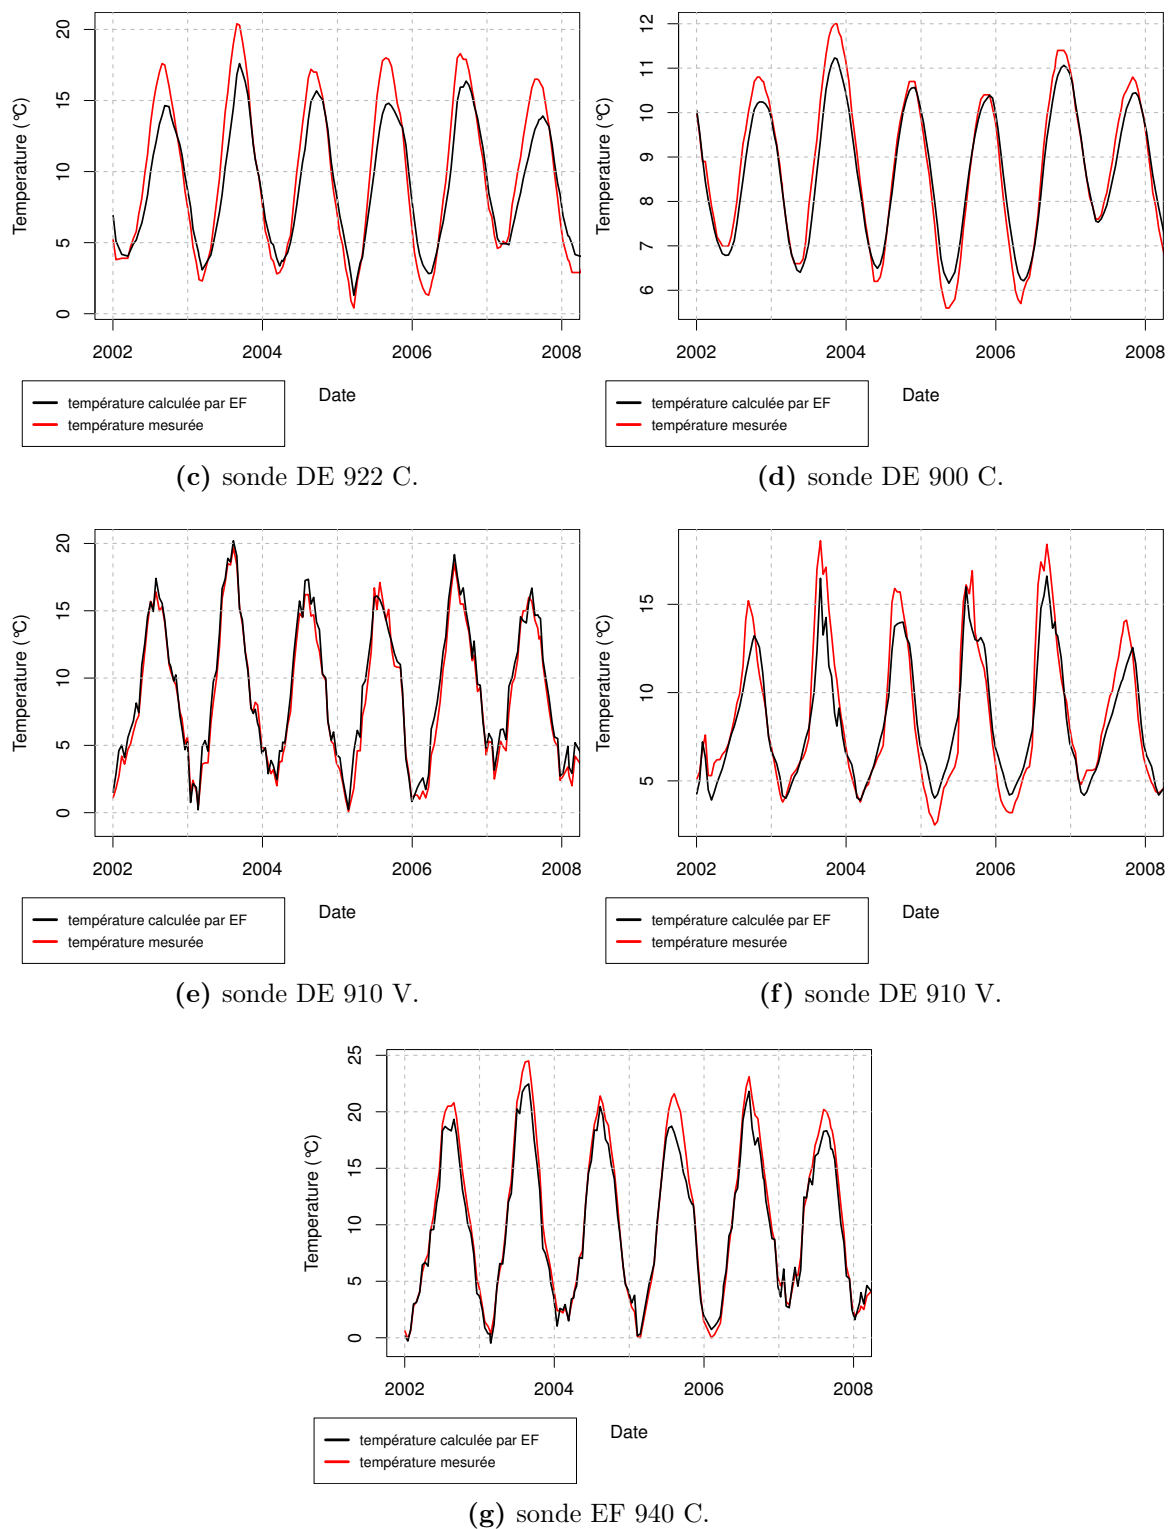 20
15
10
5
0
Temperature (°C)
2002 2004 2006 2008
Date
température calculée par EF
température mesurée
(c) sonde DE 922 C.
12
11
10
9
8
7
6
Temperature (°C)
2002 2004 2006 2008
Date
température calculée par EF
température mesurée
(d) sonde DE 900 C.
20
15
10
5
0
Temperature (°C)
2002 2004 2006 2008
Date
température calculée par EF
température mesurée
(e) sonde DE 910 V.
15
10
5
Temperature (°C)
2002 2004 2006 2008
Date
température calculée par EF
température mesurée
(f) sonde DE 910 V.
25
20
15
10
5
0
Temperature (°C)
2002 2004 2006 2008
Date
température calculée par EF
température mesurée
(g) sonde EF 940 C.